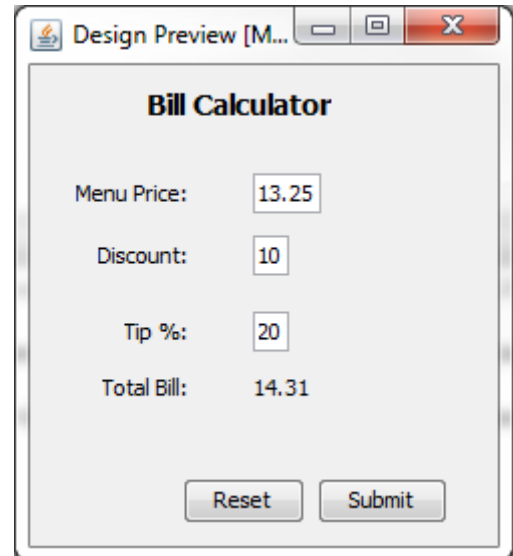 Design Preview [M...
Bill Calculator
Menu Price: 13.25
Discount: 10
Tip %: 20
Total Bill: 14.31
Reset Submit